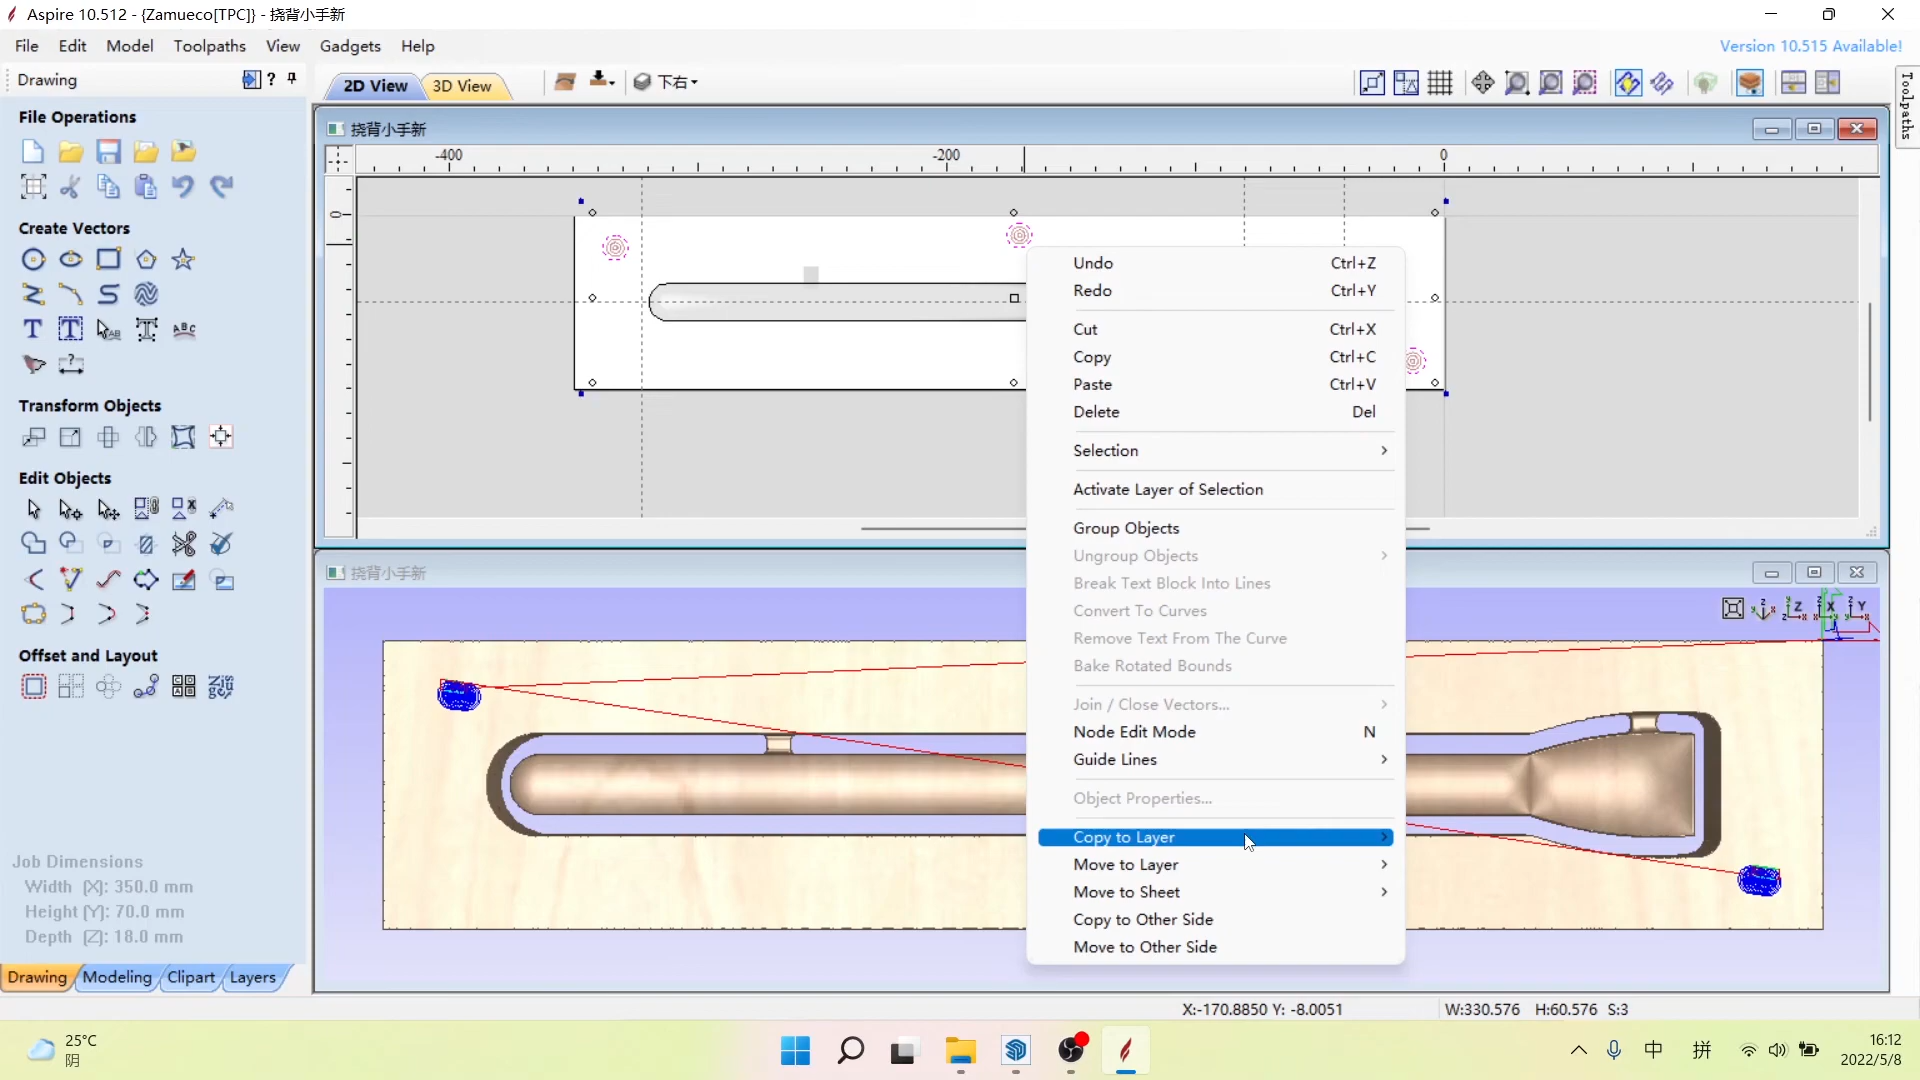 Aspire 10.512 - {Zamueco[TPC]} - 挠背小手新
File Edit Model Toolpaths View Gadgets Help
Version 10.515 Available!
Drawing
?
2D View
3D View
下右
Toolpaths
File Operations
Create Vectors
Transform Objects
Edit Objects
Offset and Layout
Job Dimensions
Width (X): 350.0 mm
Height (Y): 70.0 mm
Depth (Z): 18.0 mm
Drawing Modeling Clipart Layers
挠背小手新
-400 -200 0
0
Undo Ctrl+Z
Redo Ctrl+Y
Cut Ctrl+X
Copy Ctrl+C
Paste Ctrl+V
Delete Del
Selection
Activate Layer of Selection
Group Objects
Ungroup Objects
Break Text Block Into Lines
Convert To Curves
Remove Text From The Curve
Bake Rotated Bounds
Join / Close Vectors...
Node Edit Mode N
Guide Lines
Object Properties...
Copy to Layer
Move to Layer
Move to Sheet
Copy to Other Side
Move to Other Side
挠背小手新
X:-170.8850 Y: -8.0051
W:330.576 H:60.576 S:3
25°C
阴
中 拼
16:12
2022/5/8